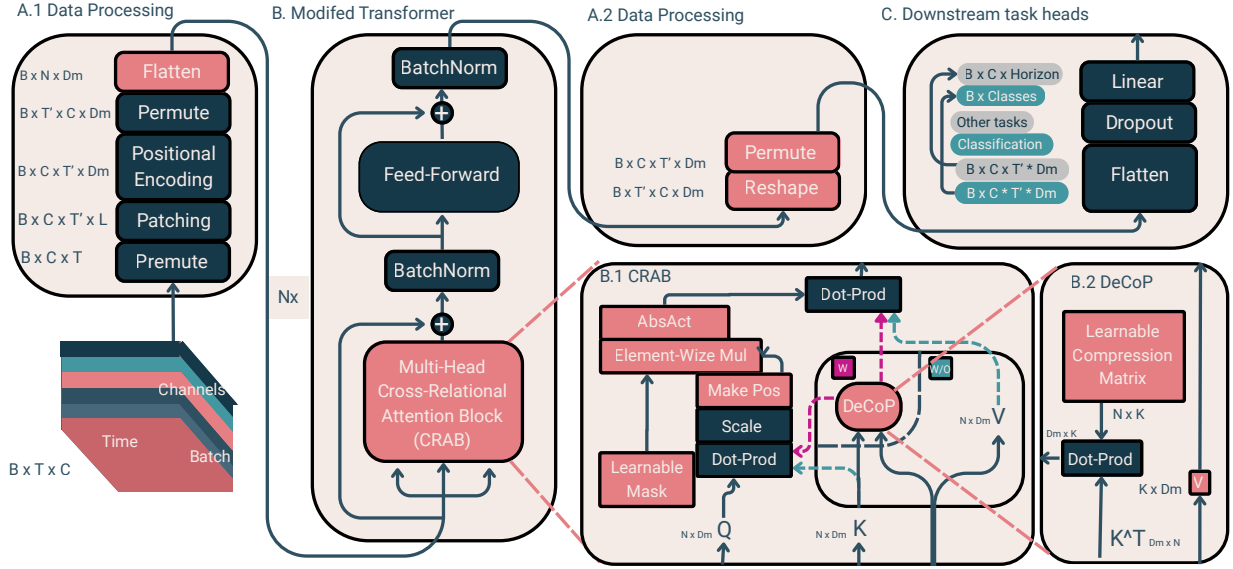 A.1 Data Processing
B x N x Dm
Flatten
B x T' x C x Dm
Permute
B x C x T' x Dm
Positional
Encoding
B x C x T' x L
Patching
B x C x T
Premute
Channels
Time
Batch
B x T x C
B. Modifed Transformer
BatchNorm
+
Feed-Forward
BatchNorm
Nx
+
Multi-Head
Cross-Relational
Attention Block
(CRAB)
A.2 Data Processing
B x C x T' x Dm
Permute
B x T' x C x Dm
Reshape
C. Downstream task heads
B x C x Horizon
B x Classes
Other tasks
Classification
B x C x T' * Dm
B x C * T' * Dm
Linear
Dropout
Flatten
B.1 CRAB
Dot-Prod
AbsAct
Element-Wize Mul
Make Pos
Scale
Dot-Prod
Learnable
Mask
W
W/O
DeCoP
N x Dm V
N x Dm Q
N x Dm K
B.2 DeCoP
Learnable
Compression
Matrix
N x K
Dm x K
Dot-Prod
K x Dm
V
K^T Dm x N